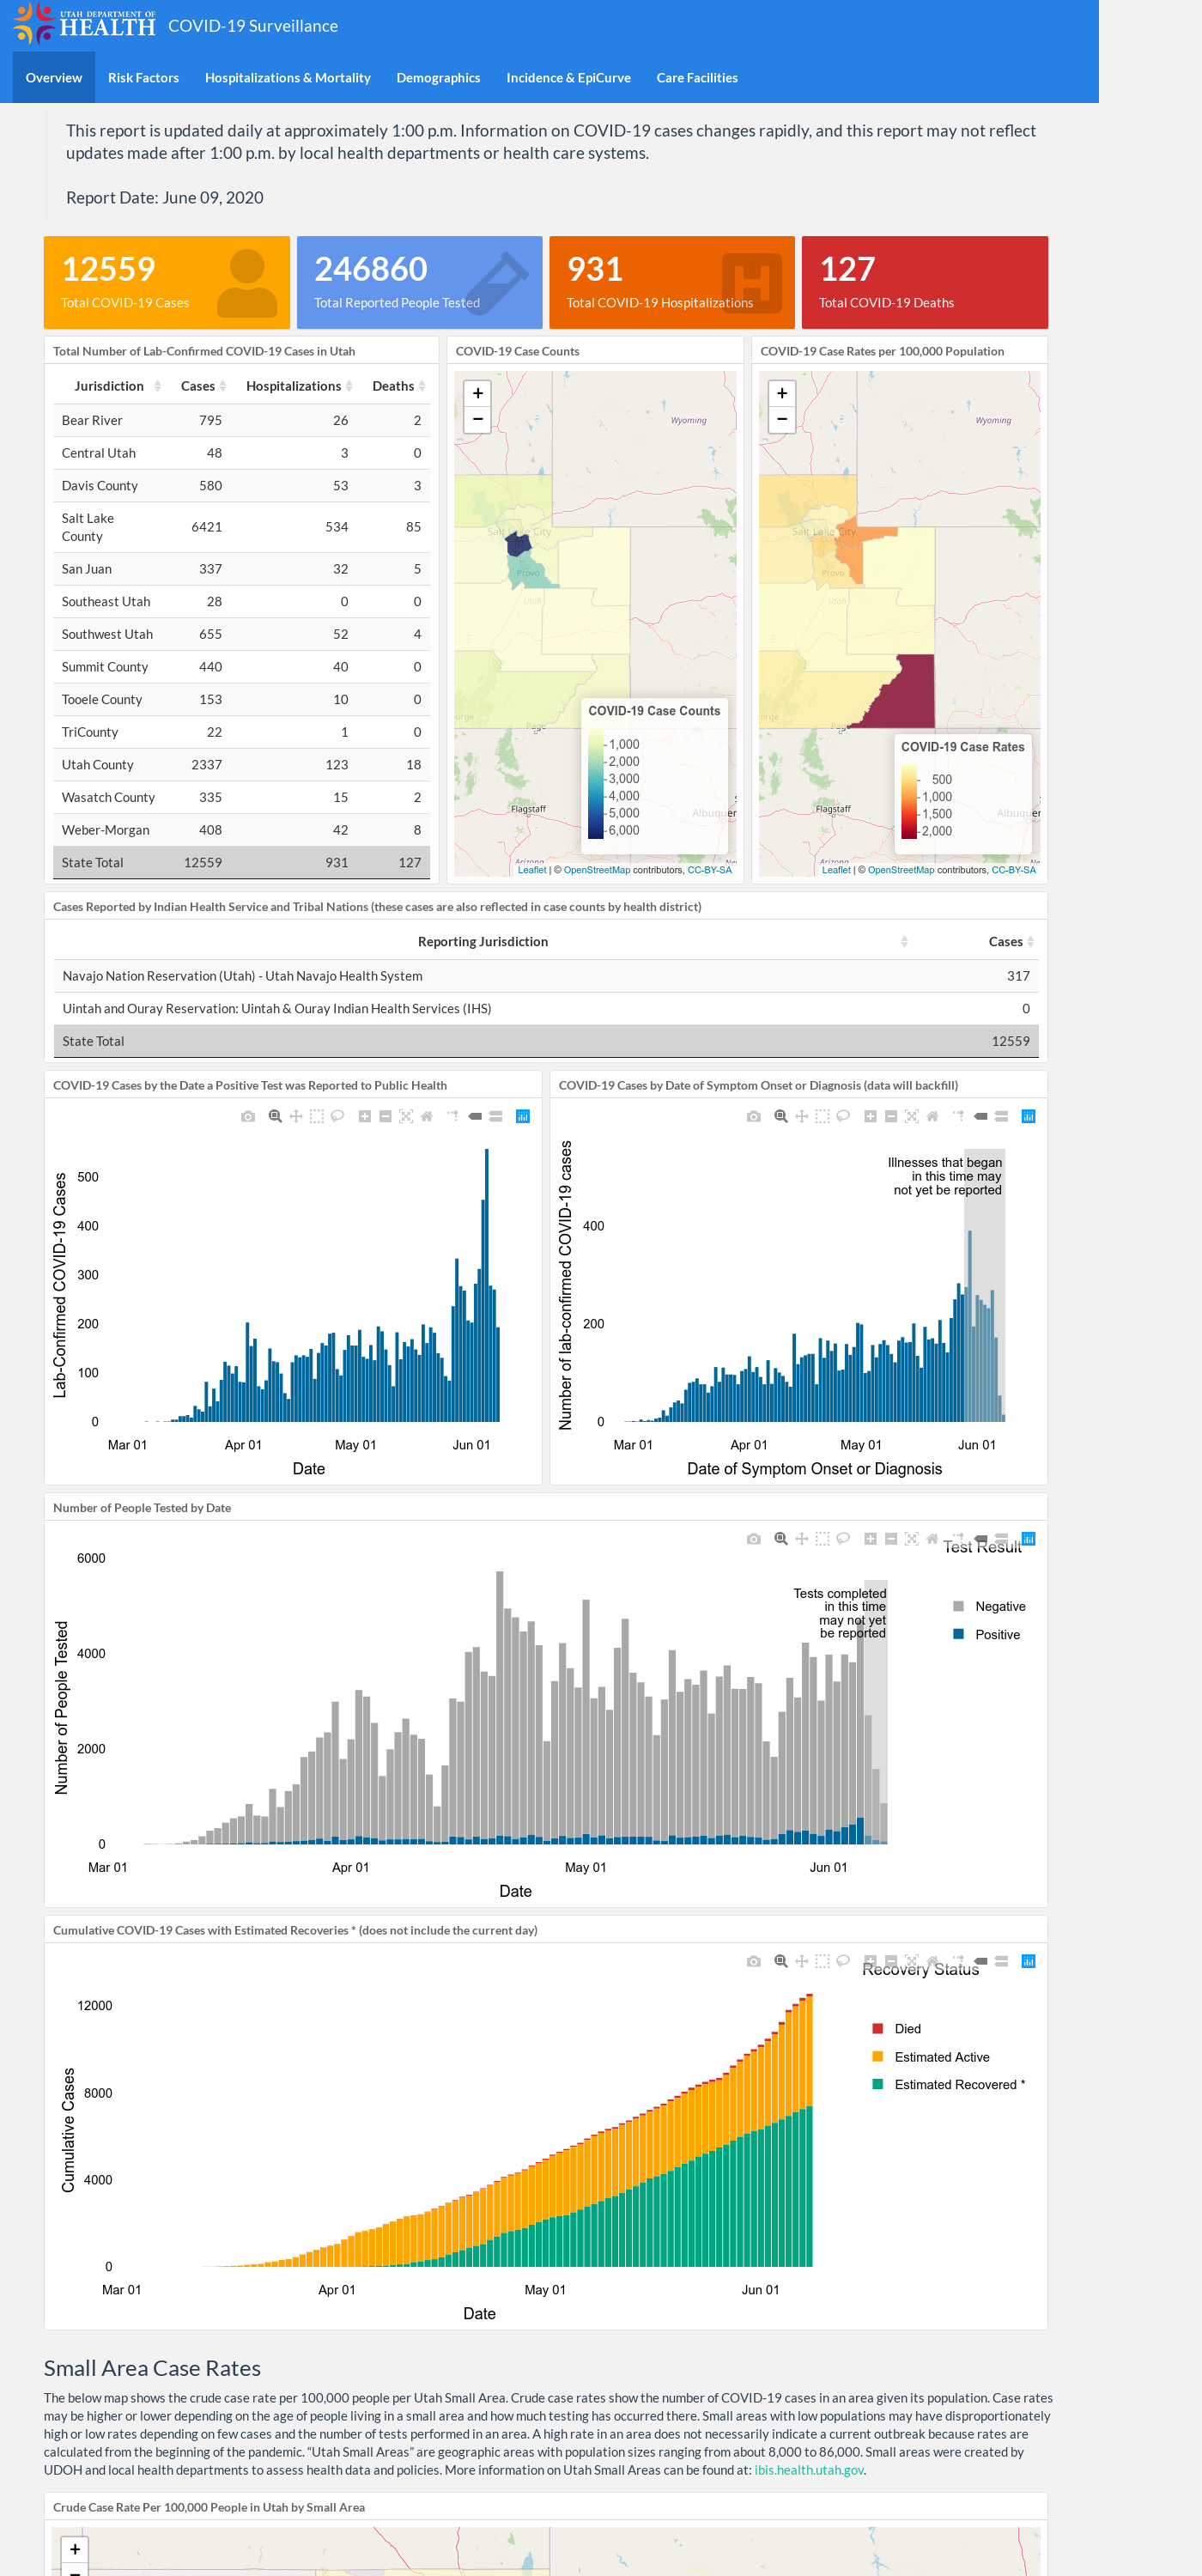 UTAH DEPARTMENT OF
HEALTH
COVID-19 Surveillance
Overview Risk Factors Hospitalizations & Mortality Demographics Incidence & EpiCurve Care Facilities
This report is updated daily at approximately 1:00 p.m. Information on COVID-19 cases changes rapidly, and this report may not reflect
updates made after 1:00 p.m. by local health departments or health care systems.
Report Date: June 09, 2020
12559
Total COVID-19 Cases
246860
Total Reported People Tested
931
Total COVID-19 Hospitalizations
127
Total COVID-19 Deaths
Total Number of Lab-Confirmed COVID-19 Cases in Utah
Jurisdiction Cases Hospitalizations Deaths
Bear River 795 26 2
Central Utah 48 3 0
Davis County 580 53 3
Salt Lake
County 6421 534 85
San Juan 337 32 5
Southeast Utah 28 0 0
Southwest Utah 655 52 4
Summit County 440 40 0
Tooele County 153 10 0
TriCounty 22 1 0
Utah County 2337 123 18
Wasatch County 335 15 2
Weber-Morgan 408 42 8
State Total 12559 931 127
COVID-19 Case Counts
+
−
Wyoming
Salt Lake City
Provo
Utah
orge
Page
COVID-19 Case Counts
1,000
2,000
3,000
4,000
5,000
6,000
Flagstaff
Albuquer
Arizona
Leaflet | © OpenStreetMap contributors, CC-BY-SA
COVID-19 Case Rates per 100,000 Population
+
−
Wyoming
Salt Lake City
Provo
Utah
orge
Page
COVID-19 Case Rates
500
1,000
1,500
2,000
Flagstaff
Albuquer
Arizona
Leaflet | © OpenStreetMap contributors, CC-BY-SA
Cases Reported by Indian Health Service and Tribal Nations (these cases are also reflected in case counts by health district)
Reporting Jurisdiction Cases
Navajo Nation Reservation (Utah) - Utah Navajo Health System 317
Uintah and Ouray Reservation: Uintah & Ouray Indian Health Services (IHS) 0
State Total 12559
COVID-19 Cases by the Date a Positive Test was Reported to Public Health
Lab-Confirmed COVID-19 Cases
500
400
300
200
100
0
Mar 01 Apr 01 May 01 Jun 01
Date
COVID-19 Cases by Date of Symptom Onset or Diagnosis (data will backfill)
Number of lab-confirmed COVID-19 cases
Illnesses that began
in this time may
not yet be reported
400
200
0
Mar 01 Apr 01 May 01 Jun 01
Date of Symptom Onset or Diagnosis
Number of People Tested by Date
Number of People Tested
6000
4000
2000
0
Tests completed
in this time
may not yet
be reported
Test Result
Negative
Positive
Mar 01 Apr 01 May 01 Jun 01
Date
Cumulative COVID-19 Cases with Estimated Recoveries * (does not include the current day)
Cumulative Cases
12000
8000
4000
0
Recovery Status
Died
Estimated Active
Estimated Recovered *
Mar 01 Apr 01 May 01 Jun 01
Date
Small Area Case Rates
The below map shows the crude case rate per 100,000 people per Utah Small Area. Crude case rates show the number of COVID-19 cases in an area given its population. Case rates
may be higher or lower depending on the age of people living in a small area and how much testing has occurred there. Small areas with low populations may have disproportionately
high or low rates depending on few cases and the number of tests performed in an area. A high rate in an area does not necessarily indicate a current outbreak because rates are
calculated from the beginning of the pandemic. “Utah Small Areas” are geographic areas with population sizes ranging from about 8,000 to 86,000. Small areas were created by
UDOH and local health departments to assess health data and policies. More information on Utah Small Areas can be found at: ibis.health.utah.gov.
Crude Case Rate Per 100,000 People in Utah by Small Area
+
−